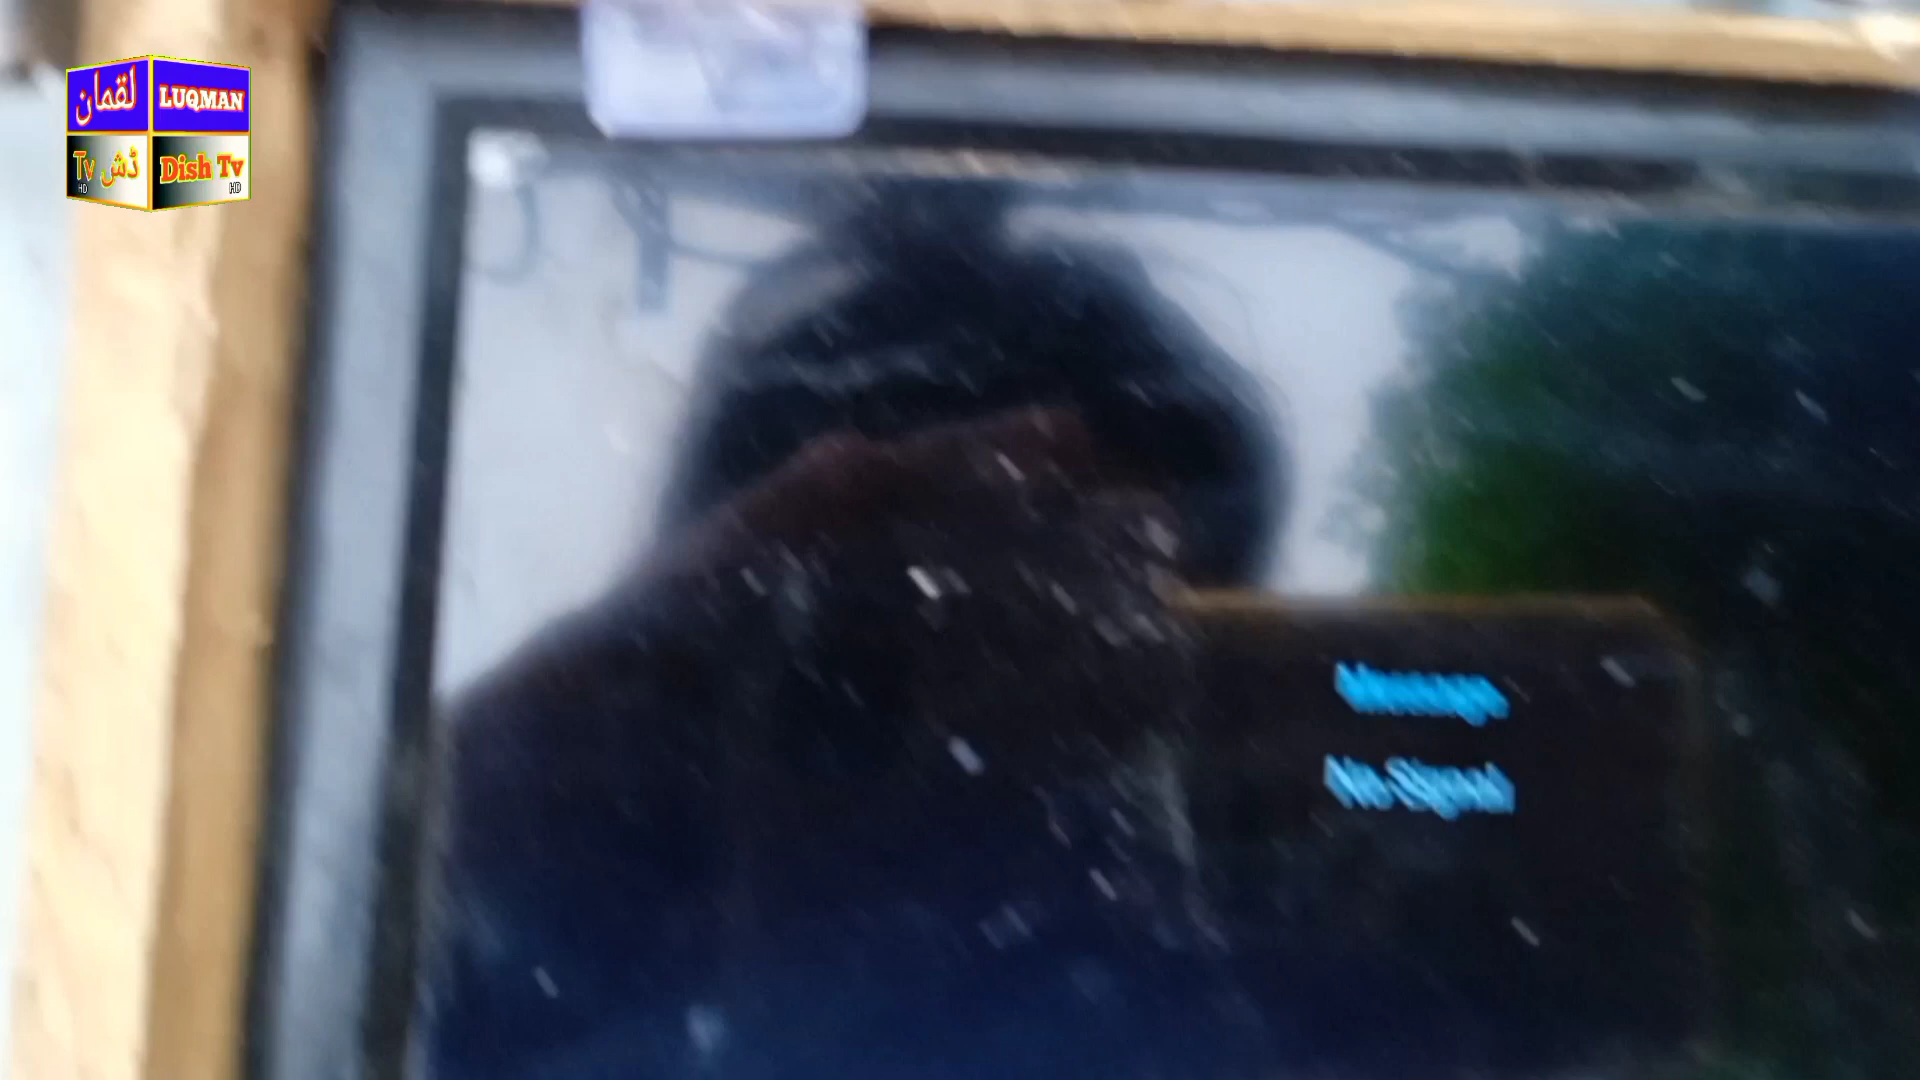 لقمان
LUQMAN
Tv ڈش
HD
Dish Tv
HD
Message
No Signal